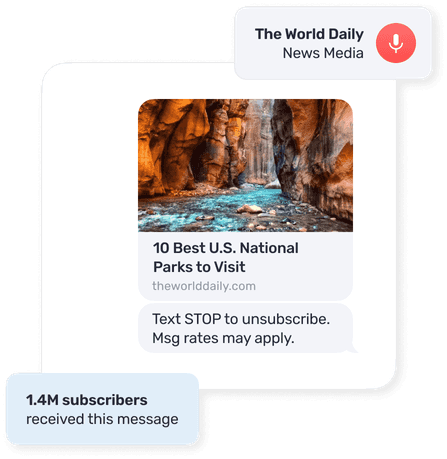 The World Daily
News Media
10 Best U.S. National
Parks to Visit
theworlddaily.com
Text STOP to unsubscribe.
Msg rates may apply.
1.4M subscribers
received this message